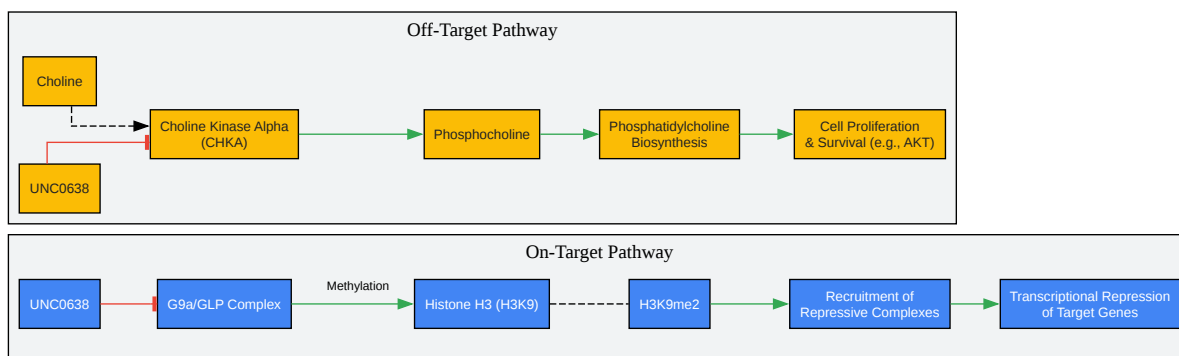 Off-Target Pathway
Choline
Choline Kinase Alpha
(CHKA)
Phosphocholine
Phosphatidylcholine
Biosynthesis
Cell Proliferation
& Survival (e.g., AKT)
UNC0638
On-Target Pathway
UNC0638
G9a/GLP Complex
Methylation
Histone H3 (H3K9)
H3K9me2
Recruitment of
Repressive Complexes
Transcriptional Repression
of Target Genes